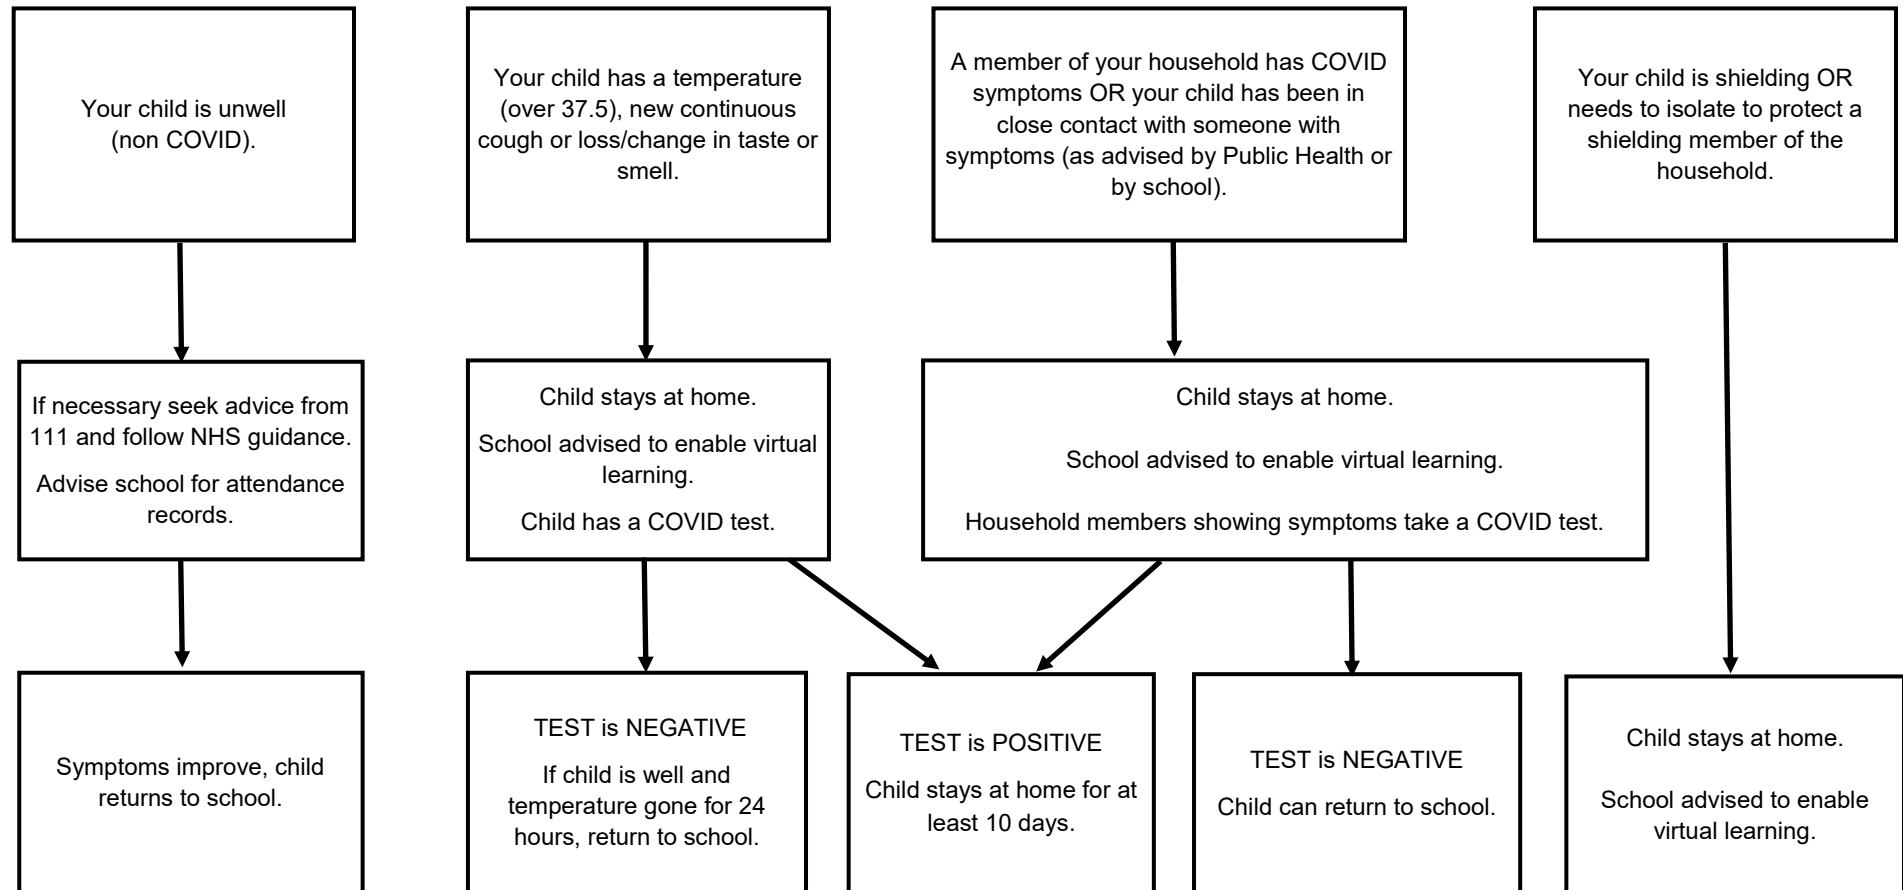 Your child is unwell
(non COVID).
Your child has a temperature
(over 37.5), new continuous
cough or loss/change in taste or
smell.
A member of your household has COVID
symptoms OR your child has been in
close contact with someone with
symptoms (as advised by Public Health or
by school).
Your child is shielding OR
needs to isolate to protect a
shielding member of the
household.
If necessary seek advice from
111 and follow NHS guidance.
Advise school for attendance
records.
Child stays at home.
School advised to enable virtual
learning.
Child has a COVID test.
Child stays at home.
School advised to enable virtual learning.
Household members showing symptoms take a COVID test.
Symptoms improve, child
returns to school.
TEST is NEGATIVE
If child is well and
temperature gone for 24
hours, return to school.
TEST is POSITIVE
Child stays at home for at
least 10 days.
TEST is NEGATIVE
Child can return to school.
Child stays at home.
School advised to enable
virtual learning.